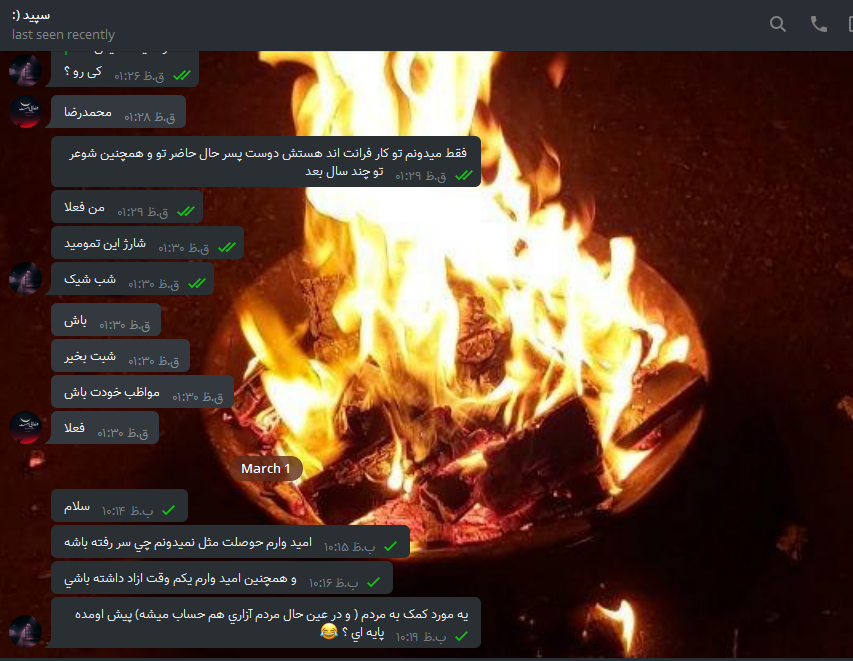 سپید (:
last seen recently
کی رو ؟ ۰۱:۲۶ ق.ظ
محمدرضا ۰۱:۲۸ ق.ظ
فقط میدونم تو کار فرانت اند هستش دوست پسر حال حاضر تو و همچنین شوعر
تو چند سال بعد ۰۱:۲۹ ق.ظ
من فعلا ۰۱:۲۹ ق.ظ
شارژ این تمومید ۰۱:۳۰ ق.ظ
شب شیک ۰۱:۳۰ ق.ظ
باش ۰۱:۳۰ ق.ظ
شبت بخیر ۰۱:۳۰ ق.ظ
مواظب خودت باش ۰۱:۳۰ ق.ظ
فعلا ۰۱:۳۰ ق.ظ
March 1
سلام ۱۰:۱۴ ب.ظ
امید وارم حوصلت مثل نمیدونم چي سر رفته باشه ۱۰:۱۵ ب.ظ
و همچنین امید وارم یکم وقت ازاد داشته باشي ۱۰:۱۶ ب.ظ
یه مورد کمک به مردم ( و در عین حال مردم آزاري هم حساب میشه) پیش اومده
پایه اي ؟ 😂 ۱۰:۱۹ ب.ظ